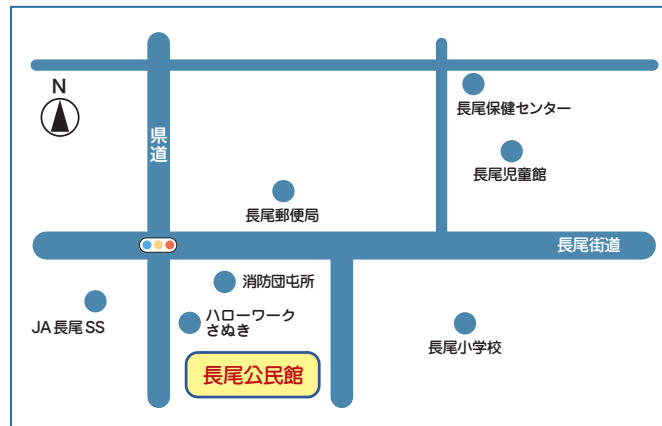 N
長尾保健センター
県道
長尾児童館
長尾郵便局
長尾街道
消防団屯所
JA長尾SS
ハローワーク
さぬき
長尾小学校
長尾公民館